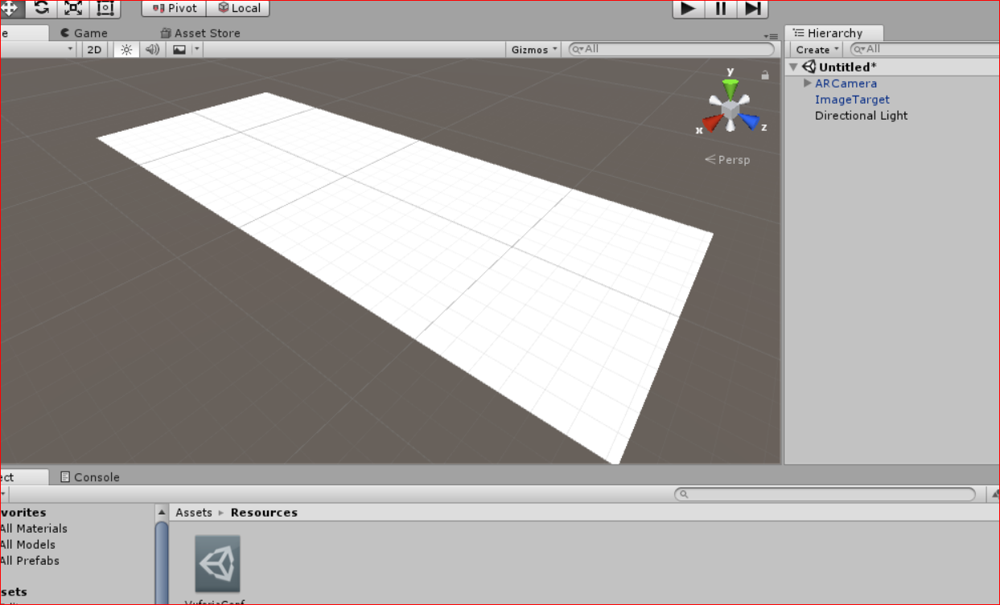 Pivot Local
e Game Asset Store
2D Gizmos All
Hierarchy
Create All
Untitled*
ARCamera
ImageTarget
Directional Light
y
x z
Persp
ect Console
vorites
All Materials
All Models
All Prefabs
sets
Assets Resources